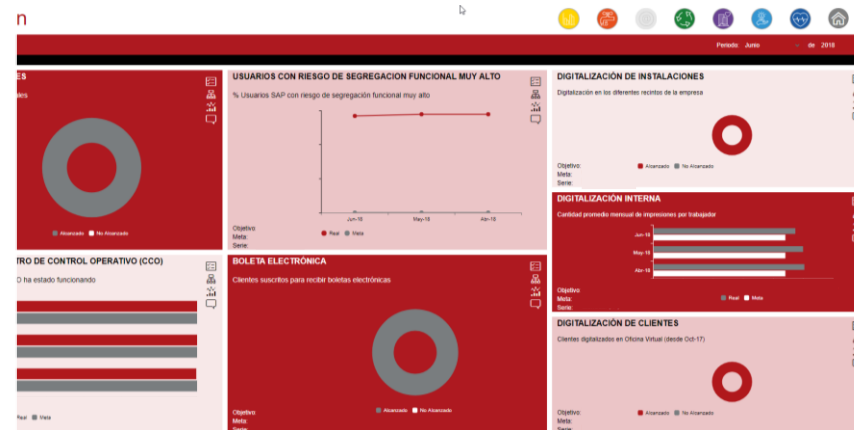 n
Periodo: Junio de 2018
ES
ales
Alcanzado No Alcanzado
USUARIOS CON RIESGO DE SEGREGACION FUNCIONAL MUY ALTO
% Usuarios SAP con riesgo de segregación funcional muy alto
Jun-18 May-18 Abr-18
Real Meta
Objetivo:
Meta:
Serie:
DIGITALIZACIÓN DE INSTALACIONES
Digitalización en los diferentes recintos de la empresa
Alcanzado No Alcanzado
Objetivo:
Meta:
Serie:
DIGITALIZACIÓN INTERNA
Cantidad promedio mensual de impresiones por trabajador
Jun-18
May-18
Abr-18
Real Meta
Objetivo:
Meta:
Serie:
TRO DE CONTROL OPERATIVO (CCO)
O ha estado funcionando
Real Meta
BOLETA ELECTRÓNICA
Clientes suscritos para recibir boletas electrónicas
Alcanzado No Alcanzado
Objetivo:
Meta:
Serie:
DIGITALIZACIÓN DE CLIENTES
Clientes digitalizados en Oficina Virtual (desde Oct-17)
Alcanzado No Alcanzado
Objetivo:
Meta:
Serie: